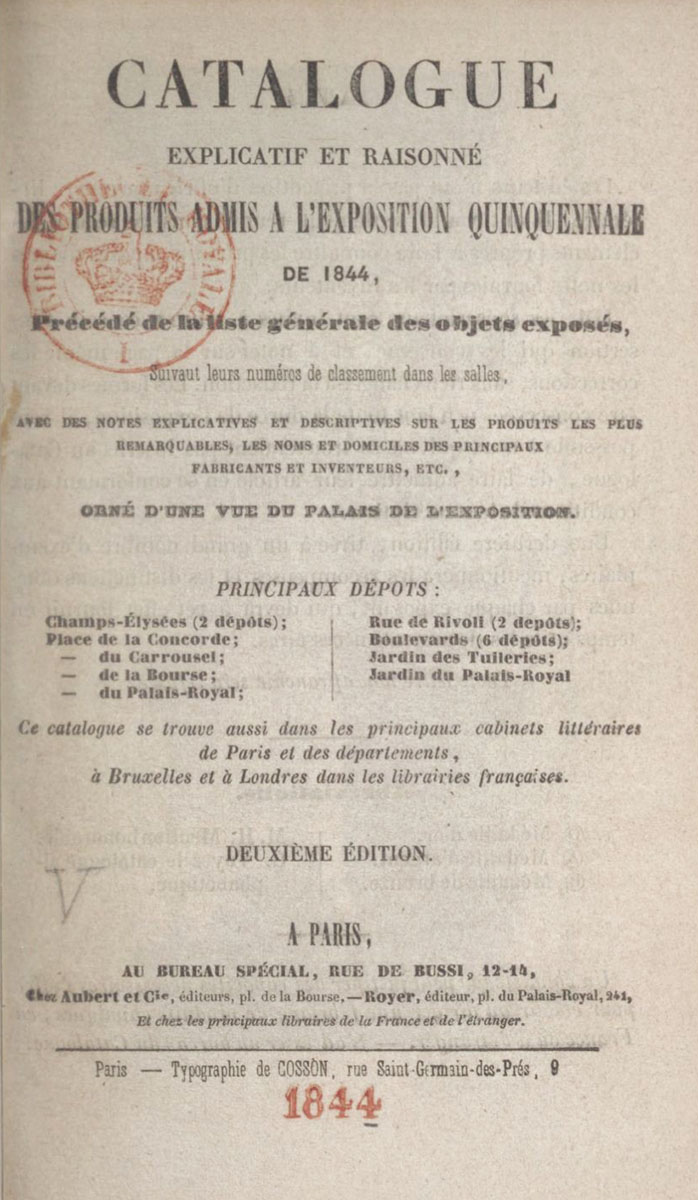 CATALOGUE
EXPLICATIF ET RAISONNÉ
DES PRODUITS ADMIS A L'EXPOSITION QUINQUENNALE
DE 1844,
Précédé de la liste générale des objets exposés,
Suivant leurs numéros de classement dans les salles,
AVEC DES NOTES EXPLICATIVES ET DESCRIPTIVES SUR LES PRODUITS LES PLUS
REMARQUABLES, LES NOMS ET DOMICILES DES PRINCIPAUX
FABRICANTS ET INVENTEURS, ETC.,
ORNÉ D'UNE VUE DU PALAIS DE L'EXPOSITION.
PRINCIPAUX DÉPOTS :
Champs-Élysées (2 dépôts);
Place de la Concorde;
— du Carrousel;
— de la Bourse;
— du Palais-Royal;
Rue de Rivoli (2 depôts);
Boulevards (6 dépôts);
Jardin des Tuileries;
Jardin du Palais-Royal
Ce catalogue se trouve aussi dans les principaux cabinets littéraires
de Paris et des départements,
à Bruxelles et à Londres dans les librairies françaises.
DEUXIÈME ÉDITION.
V
A PARIS,
AU BUREAU SPÉCIAL, RUE DE BUSSI, 12-14,
Chez Aubert et Cie, éditeurs, pl. de la Bourse,—Royer, éditeur, pl. du Palais-Royal, 241,
Et chez les principaux libraires de la France et de l'étranger.
Paris — Typographie de COSSON, rue Saint-Germain-des-Prés, 9
1844